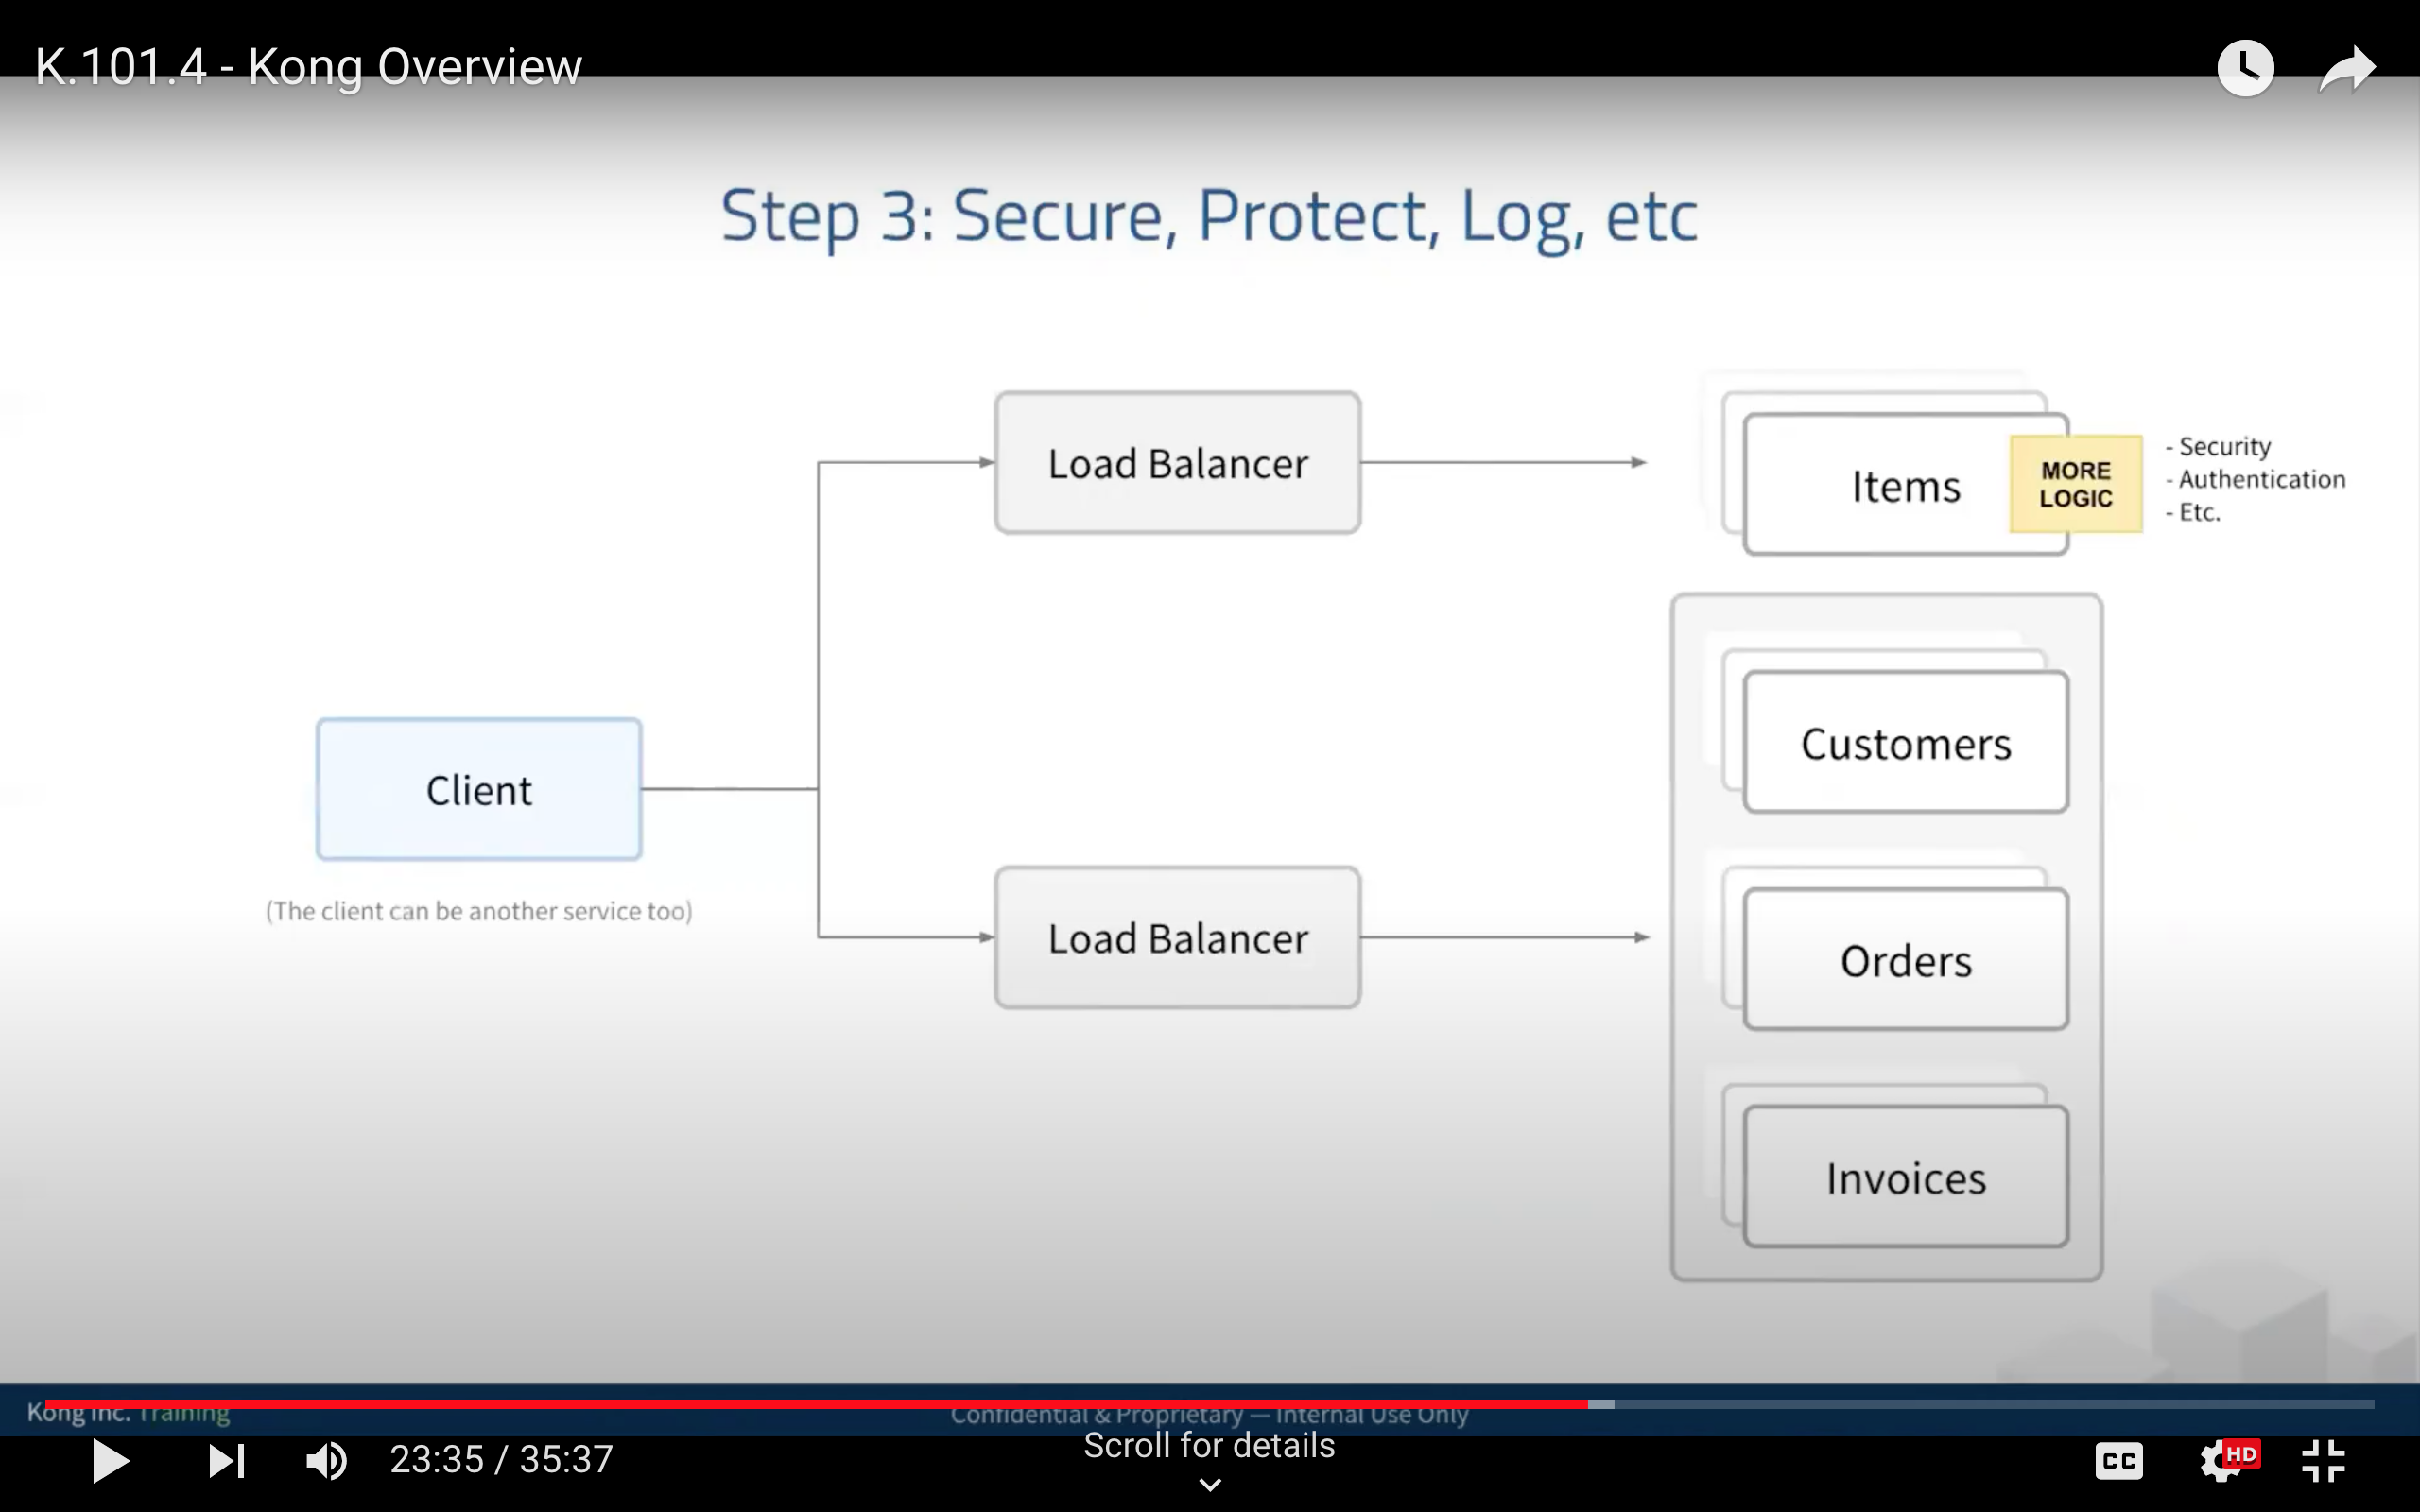 K.101.4 - Kong Overview
Step 3: Secure, Protect, Log, etc
Load Balancer
Items
MORE
LOGIC
- Security
- Authentication
- Etc.
Client
(The client can be another service too)
Load Balancer
Customers
Orders
Invoices
Kong Inc. Training
Confidential & Proprietary — Internal Use Only
Scroll for details
23:35 / 35:37
CC
HD